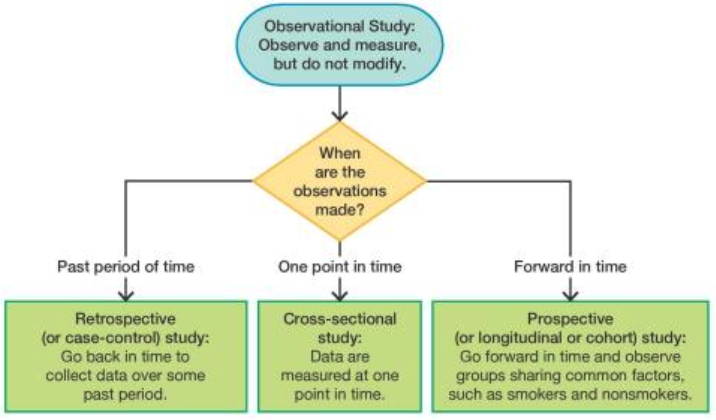 Observational Study:
Observe and measure,
but do not modify.
When
are the
observations
made?
Past period of time
One point in time
Forward in time
Retrospective
(or case-control) study:
Go back in time to
collect data over some
past period.
Cross-sectional
study:
Data are
measured at one
point in time.
Prospective
(or longitudinal or cohort) study:
Go forward in time and observe
groups sharing common factors,
such as smokers and nonsmokers.